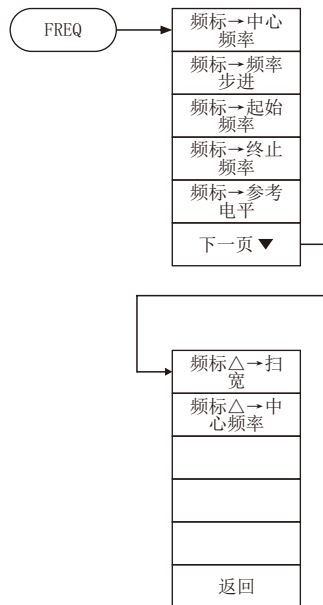 FREQ
频标→中心
频率
频标→频率
步进
频标→起始
频率
频标→终止
频率
频标→参考
电平
下一页▼
频标△→扫
宽
频标△→中
心频率
返回